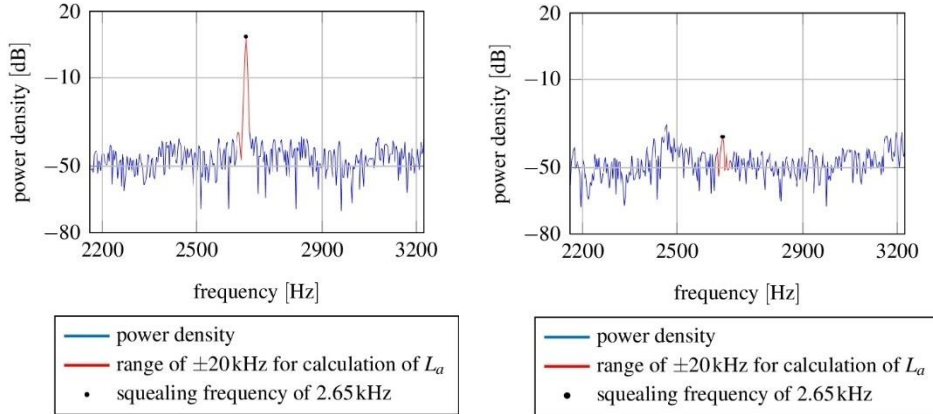 20
−10
−50
−80
power density [dB]
2200 2500 2900 3200
frequency [Hz]
power density
range of ±20 kHz for calculation of Lₐ
squealing frequency of 2.65 kHz
20
−10
−50
−80
power density [dB]
2200 2500 2900 3200
frequency [Hz]
power density
range of ±20 kHz for calculation of Lₐ
squealing frequency of 2.65 kHz